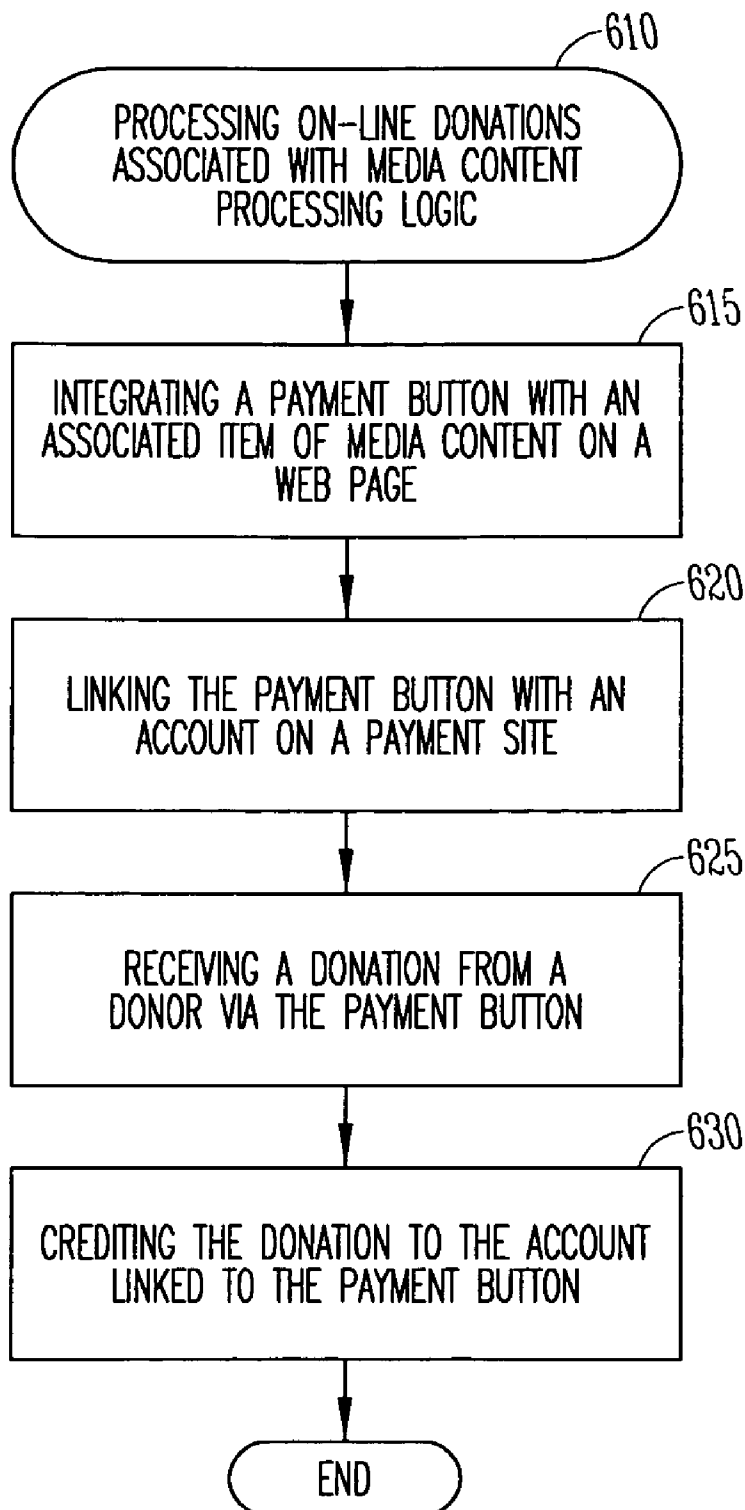 610
PROCESSING ON-LINE DONATIONS
ASSOCIATED WITH MEDIA CONTENT
PROCESSING LOGIC
615
INTEGRATING A PAYMENT BUTTON WITH AN
ASSOCIATED ITEM OF MEDIA CONTENT ON A
WEB PAGE
620
LINKING THE PAYMENT BUTTON WITH AN
ACCOUNT ON A PAYMENT SITE
625
RECEIVING A DONATION FROM A
DONOR VIA THE PAYMENT BUTTON
630
CREDITING THE DONATION TO THE ACCOUNT
LINKED TO THE PAYMENT BUTTON
END